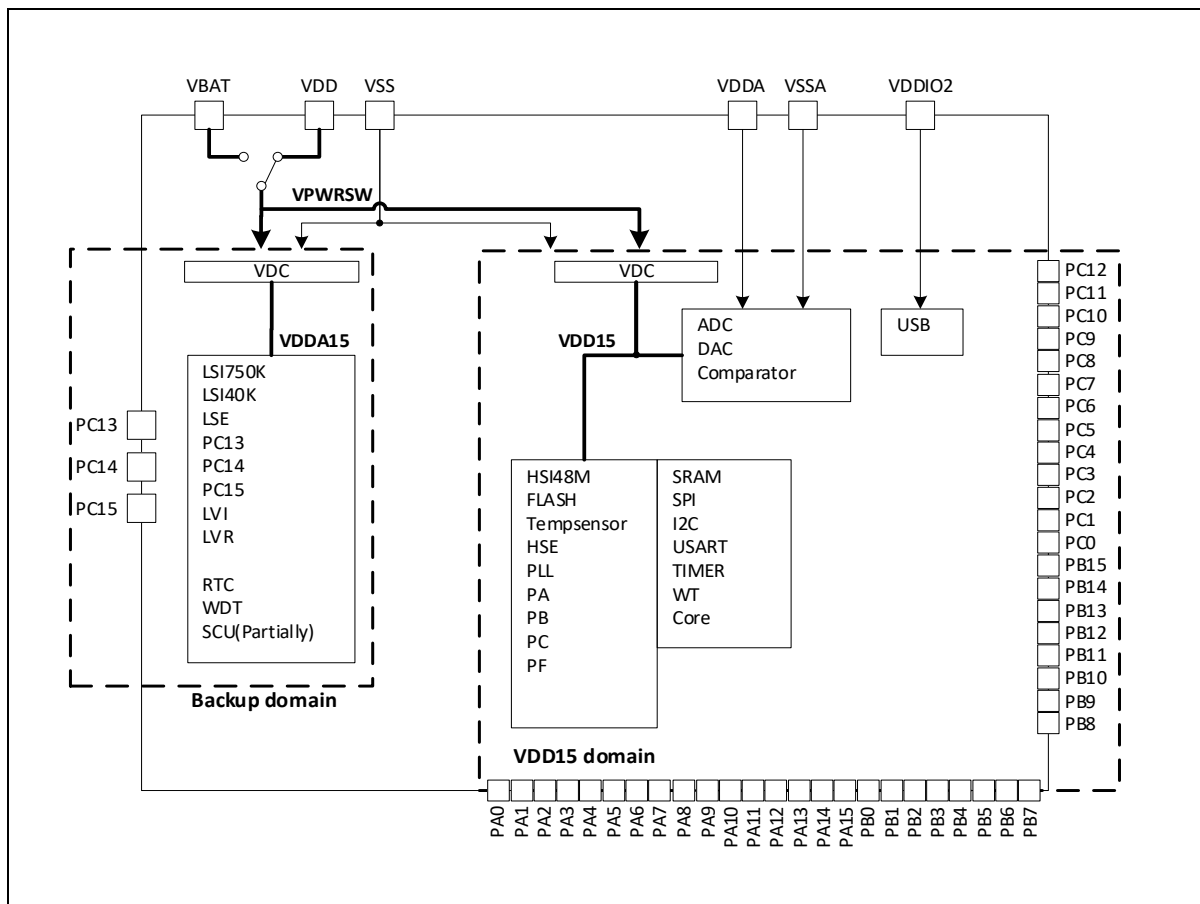 VBAT
VDD
VSS
VDDA
VSSA
VDDIO2
VPWRSW
VDC
VDDA15
LSI750K
LSI40K
LSE
PC13
PC14
PC15
LVI
LVR
RTC
WDT
SCU(Partially)
Backup domain
PC13
PC14
PC15
VDC
VDD15
ADC
DAC
Comparator
USB
HSI48M
FLASH
Tempsensor
HSE
PLL
PA
PB
PC
PF
SRAM
SPI
I2C
USART
TIMER
WT
Core
VDD15 domain
PC12
PC11
PC10
PC9
PC8
PC7
PC6
PC5
PC4
PC3
PC2
PC1
PC0
PB15
PB14
PB13
PB12
PB11
PB10
PB9
PB8
PA0
PA1
PA2
PA3
PA4
PA5
PA6
PA7
PA8
PA9
PA10
PA11
PA12
PA13
PA14
PA15
PB0
PB1
PB2
PB3
PB4
PB5
PB6
PB7